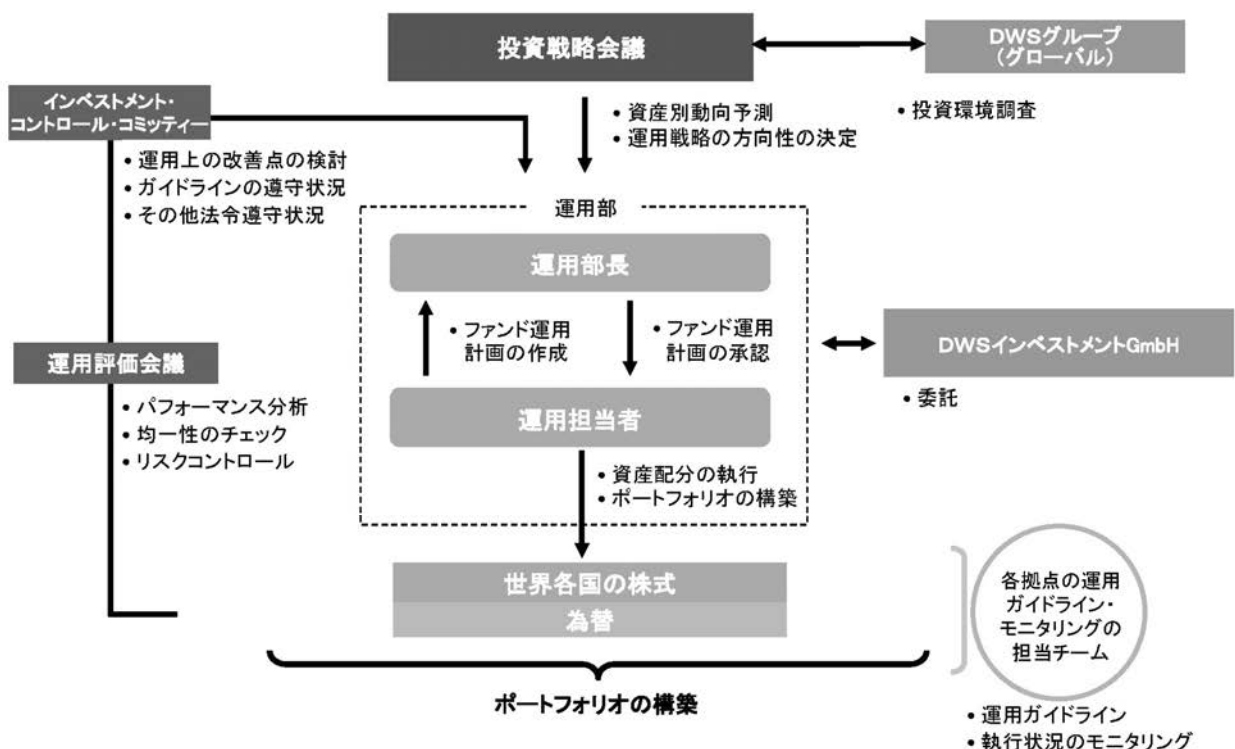 投資戦略会議
DWSグループ
（グローバル）
インベストメント・
コントロール・コミッティー
• 資産別動向予測
• 運用戦略の方向性の決定
• 投資環境調査
• 運用上の改善点の検討
• ガイドラインの遵守状況
• その他法令遵守状況
運用部
運用部長
• ファンド運用
計画の作成
• ファンド運用
計画の承認
DWSインベストメントGmbH
• 委託
運用評価会議
• パフォーマンス分析
• 均一性のチェック
• リスクコントロール
運用担当者
• 資産配分の執行
• ポートフォリオの構築
世界各国の株式
為替
各拠点の運用
ガイドライン・
モニタリングの
担当チーム
ポートフォリオの構築
• 運用ガイドライン
• 執行状況のモニタリング